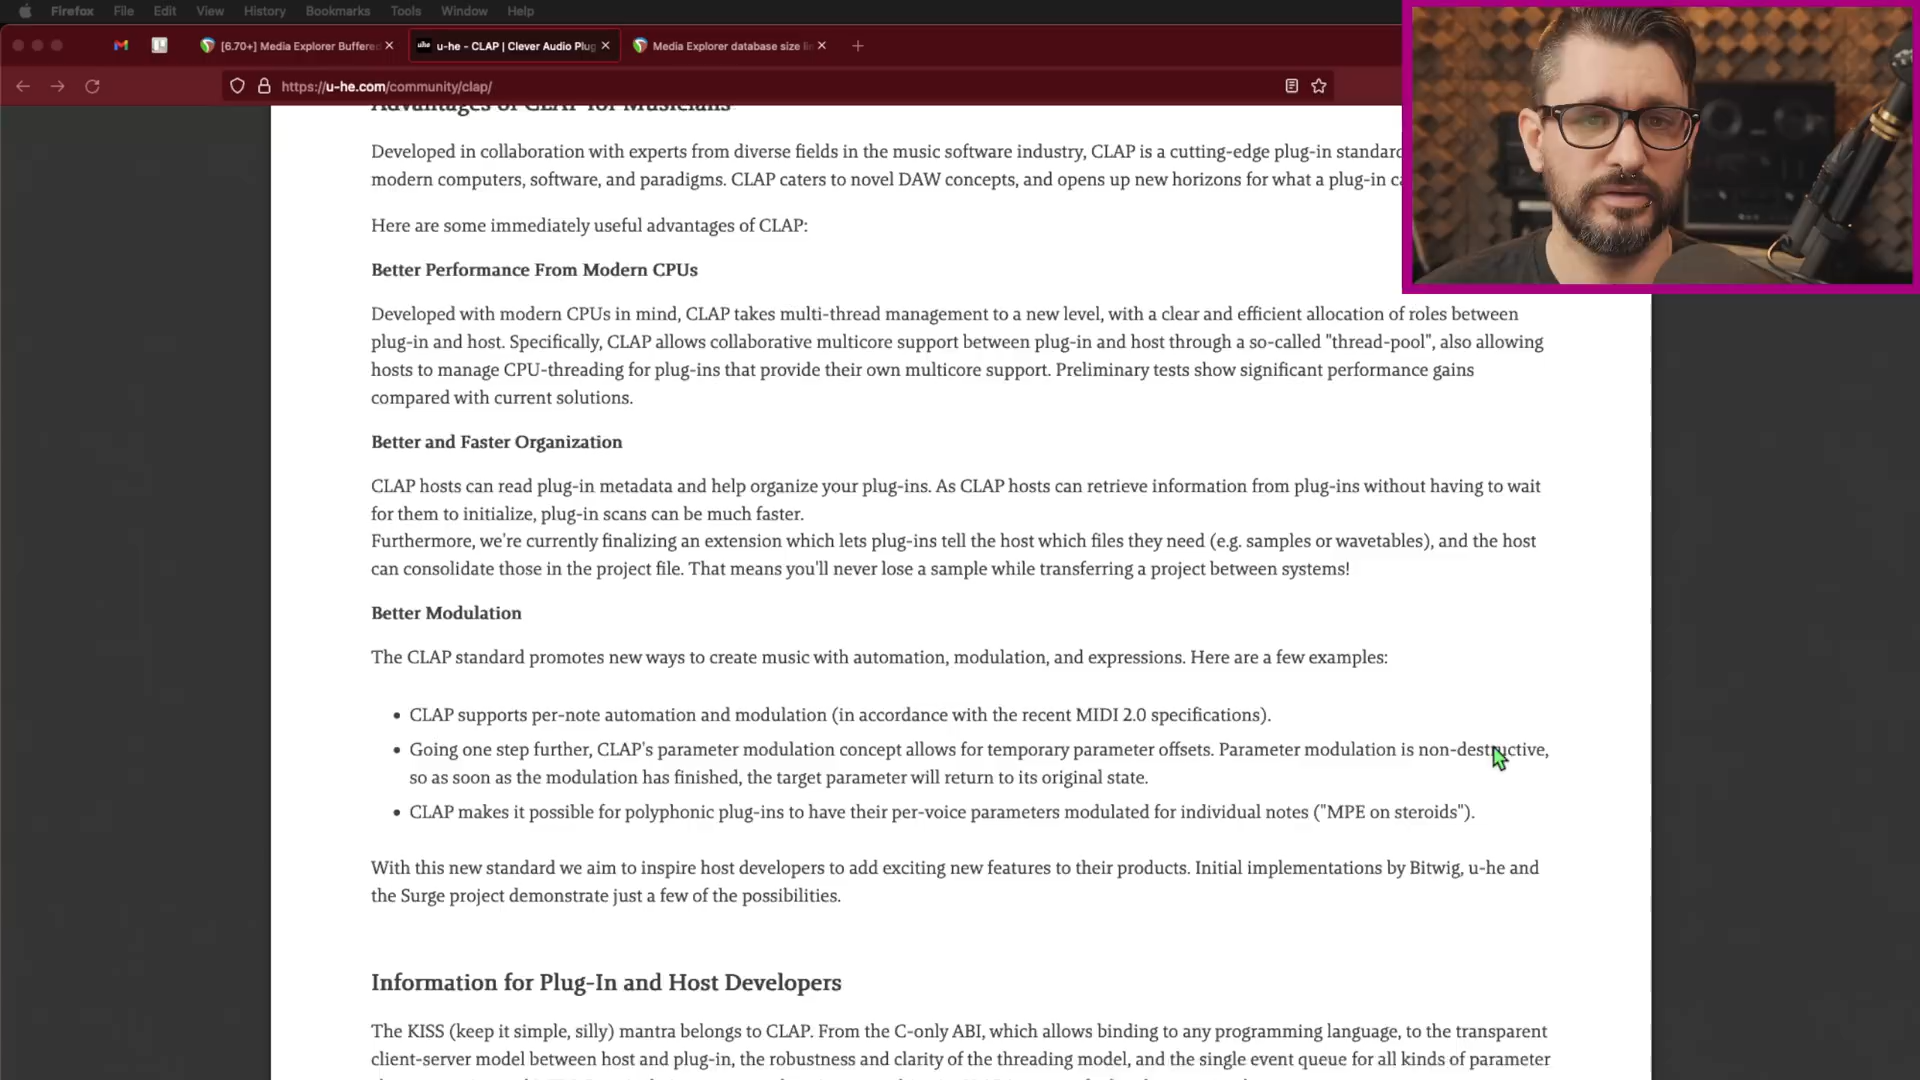 Firefox File Edit View History Bookmarks Tools Window Help
[6.70+] Media Explorer Buffered
u-he - CLAP | Clever Audio Plug
Media Explorer database size li
https://u-he.com/community/clap/
Advantages of CLAP for Musicians
Developed in collaboration with experts from diverse fields in the music software industry, CLAP is a cutting-edge plug-in standard
modern computers, software, and paradigms. CLAP caters to novel DAW concepts, and opens up new horizons for what a plug-in ca
Here are some immediately useful advantages of CLAP:
Better Performance From Modern CPUs
Developed with modern CPUs in mind, CLAP takes multi-thread management to a new level, with a clear and efficient allocation of roles between
plug-in and host. Specifically, CLAP allows collaborative multicore support between plug-in and host through a so-called "thread-pool", also allowing
hosts to manage CPU-threading for plug-ins that provide their own multicore support. Preliminary tests show significant performance gains
compared with current solutions.
Better and Faster Organization
CLAP hosts can read plug-in metadata and help organize your plug-ins. As CLAP hosts can retrieve information from plug-ins without having to wait
for them to initialize, plug-in scans can be much faster.
Furthermore, we're currently finalizing an extension which lets plug-ins tell the host which files they need (e.g. samples or wavetables), and the host
can consolidate those in the project file. That means you'll never lose a sample while transferring a project between systems!
Better Modulation
The CLAP standard promotes new ways to create music with automation, modulation, and expressions. Here are a few examples:
• CLAP supports per-note automation and modulation (in accordance with the recent MIDI 2.0 specifications).
• Going one step further, CLAP's parameter modulation concept allows for temporary parameter offsets. Parameter modulation is non-destructive,
so as soon as the modulation has finished, the target parameter will return to its original state.
• CLAP makes it possible for polyphonic plug-ins to have their per-voice parameters modulated for individual notes ("MPE on steroids").
With this new standard we aim to inspire host developers to add exciting new features to their products. Initial implementations by Bitwig, u-he and
the Surge project demonstrate just a few of the possibilities.
Information for Plug-In and Host Developers
The KISS (keep it simple, silly) mantra belongs to CLAP. From the C-only ABI, which allows binding to any programming language, to the transparent
client-server model between host and plug-in, the robustness and clarity of the threading model, and the single event queue for all kinds of parameter